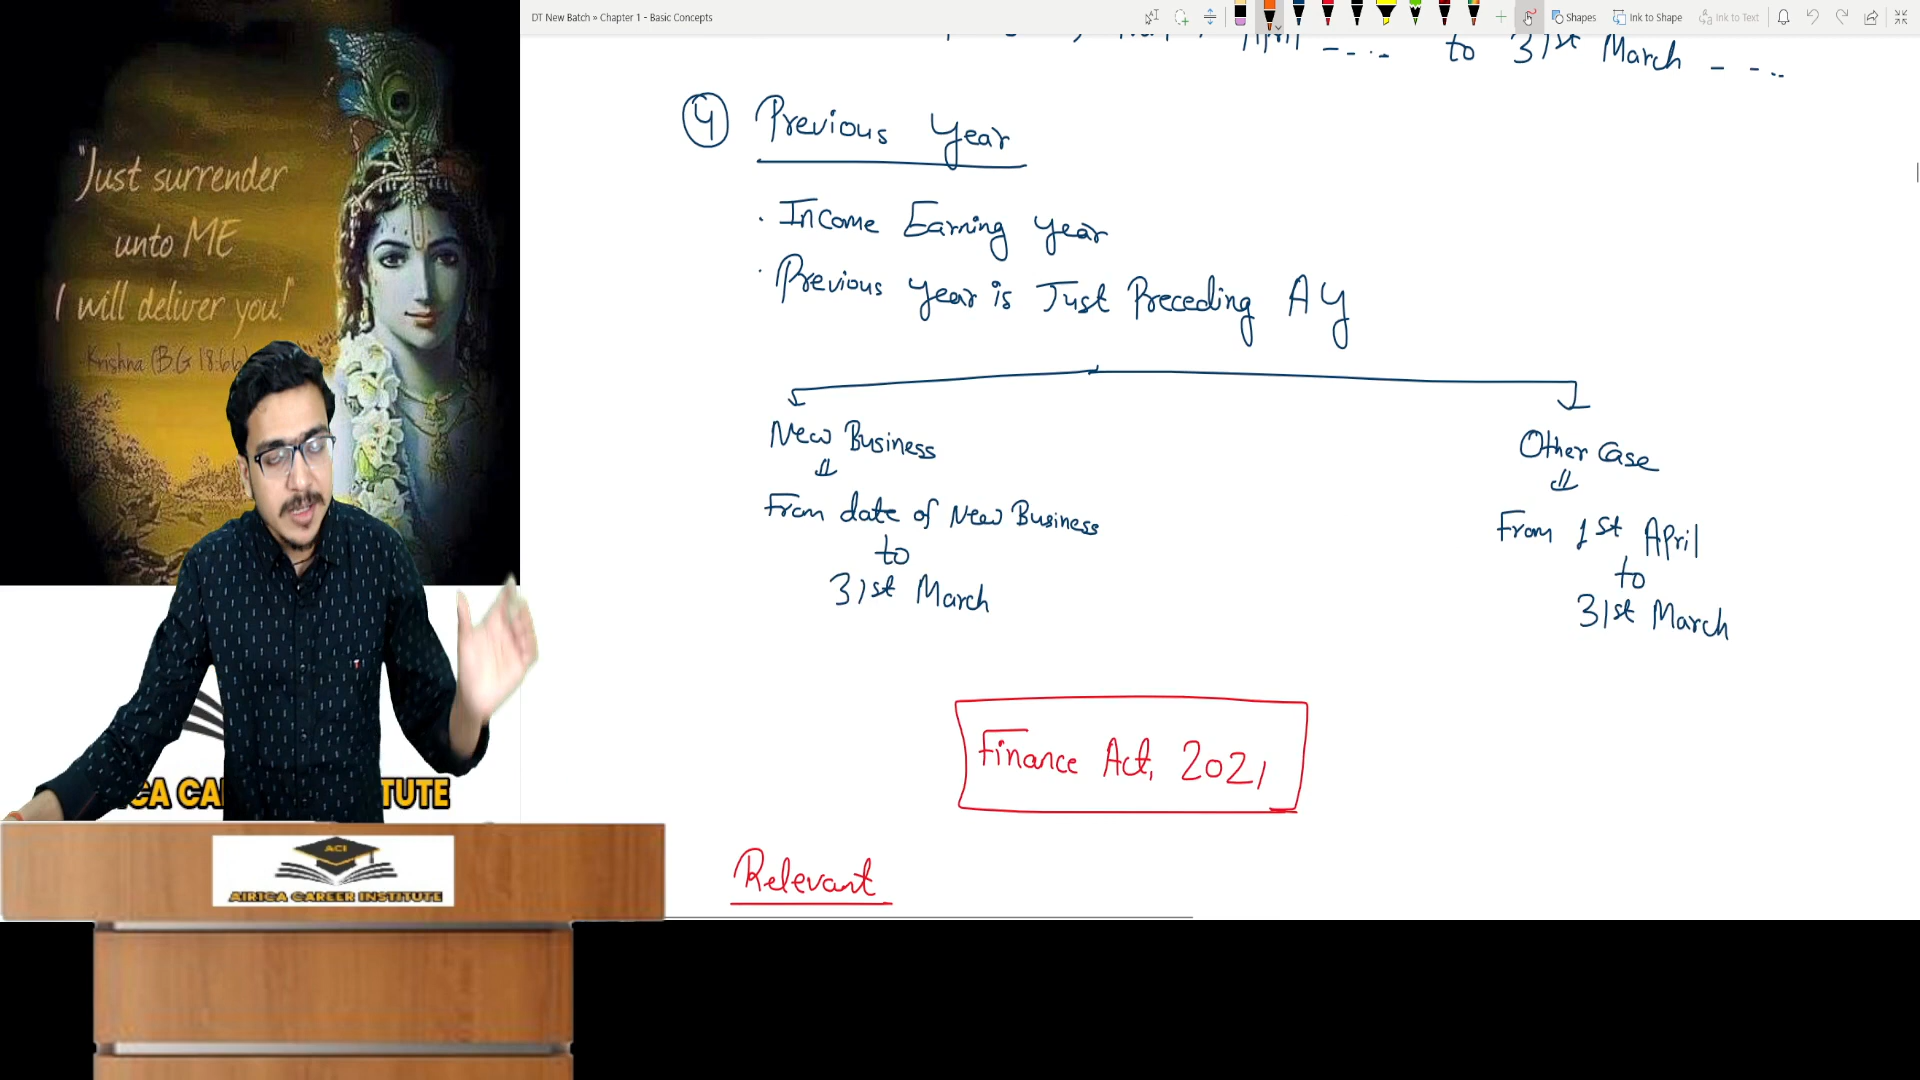 DT New Batch » Chapter 1 - Basic Concepts
Shapes
Ink to Shape
Ink to Text
April - - . - to 31st March - - ..
"Just surrender
unto ME
I will deliver you!"
Krishna (B.G 18:66)
4 Previous Year
· Income Earning year
· Previous year is Just Preceding AY
New Business
From date of New Business
to
31st March
Other Case
From 1st April
to
31st March
Finance Act, 2021
Relevant
ACI
AIRICA CAREER INSTITUTE